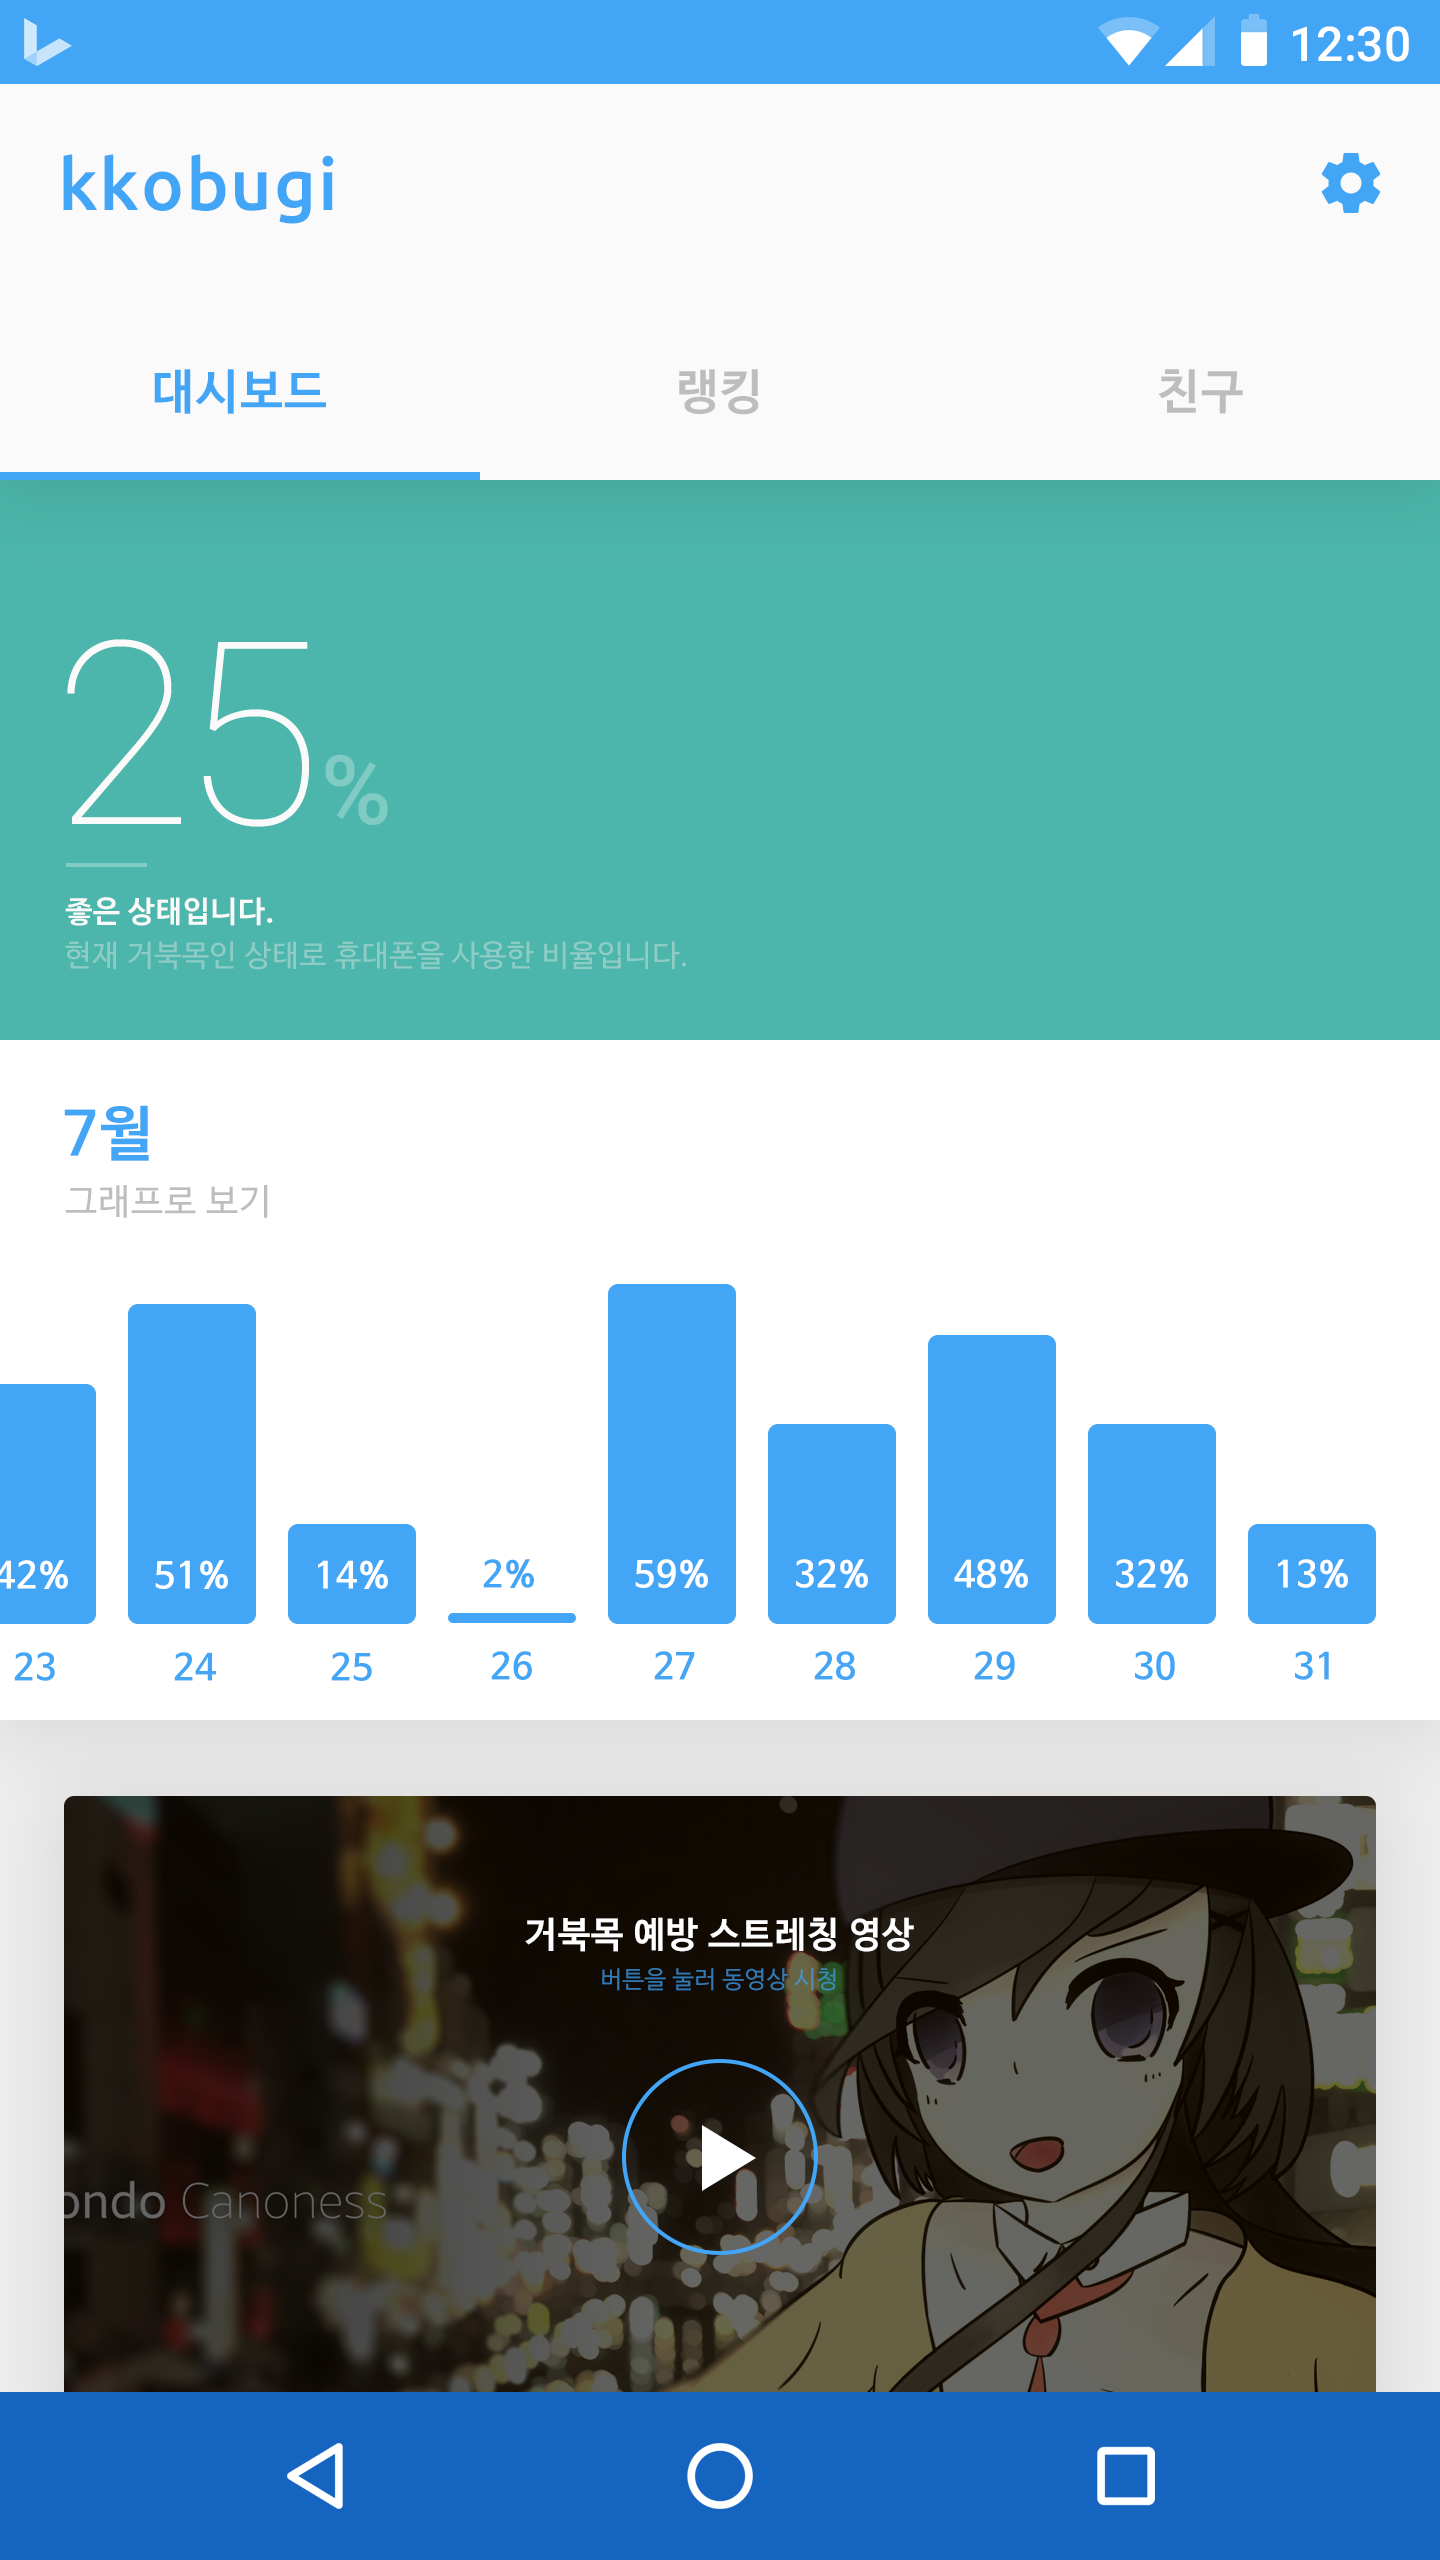 12:30
kkobugi
대시보드 랭킹 친구
25%
좋은 상태입니다.
현재 거북목인 상태로 휴대폰을 사용한 비율입니다.
7월
그래프로 보기
42% 51% 14% 2% 59% 32% 48% 32% 13%
23 24 25 26 27 28 29 30 31
거북목 예방 스트레칭 영상
버튼을 눌러 동영상 시청
ondo Canoness